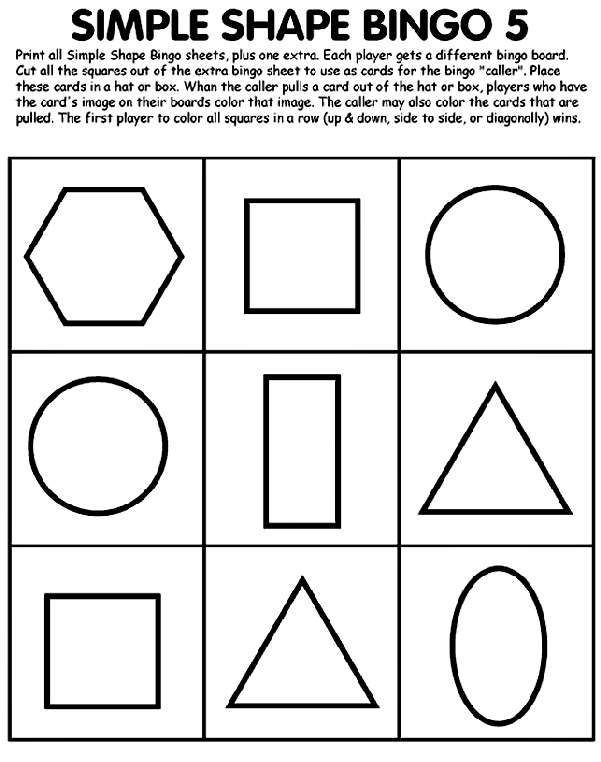 SIMPLE SHAPE BINGO 5
Print all Simple Shape Bingo sheets, plus one extra. Each player gets a different bingo board.
Cut all the squares out of the extra bingo sheet to use as cards for the bingo "caller". Place
these cards in a hat or box. Whan the caller pulls a card out of the hat or box, players who have
the card's image on their boards color that image. The caller may also color the cards that are
pulled. The first player to color all squares in a row (up & down, side to side, or diagonally) wins.